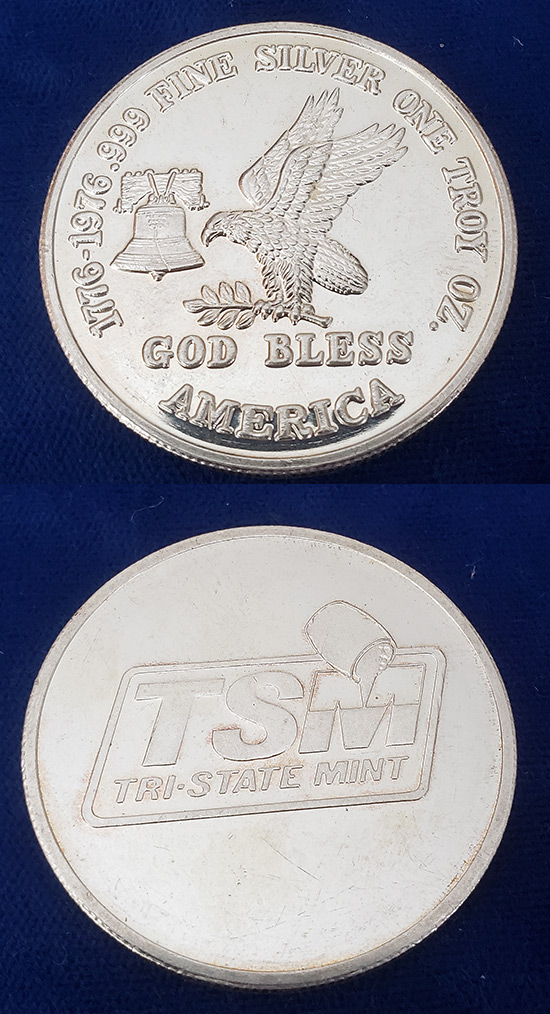 1776-1976 .999 FINE SILVER ONE TROY OZ.
GOD BLESS
AMERICA
TSM
TRI-STATE MINT